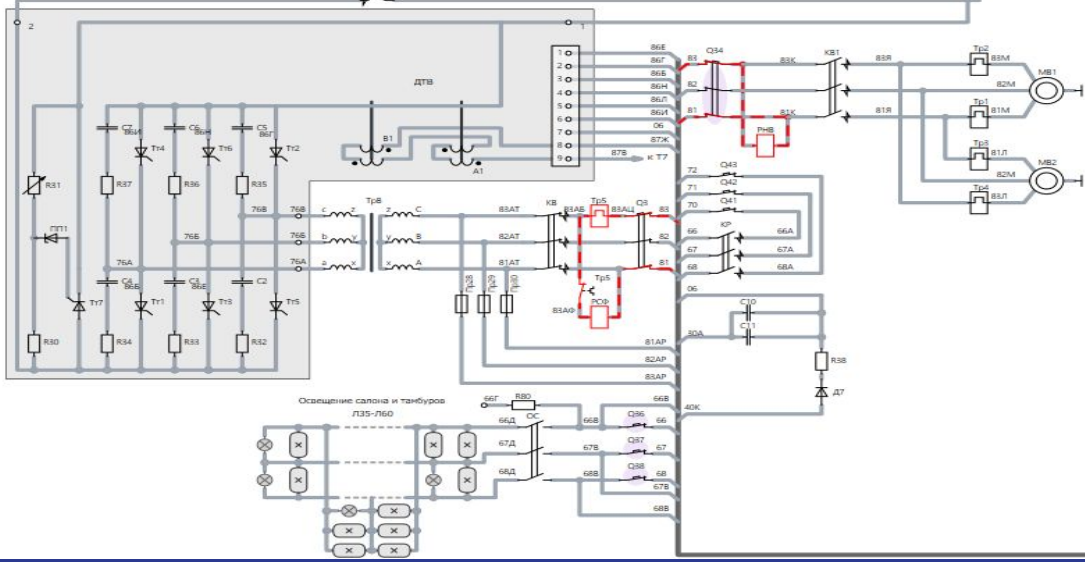 2
1
ДТВ
1
2
3
4
5
6
7
8
9
86Е
86Г
86Б
86Н
86Л
86И
06
87Ж
87В
к Т7
В1
А1
С7
86И
С6
86Н
С5
86Г
Тт4
Тт6
Тт2
R31
R37
R36
R35
ПП1
76В
76Б
76А
76В
76Б
76А
С4
86Б
С3
86Е
С2
Тт7
Тт1
Тт3
Тт5
R30
R34
R33
R32
ТрВ
c
z
z
C
b
y
y
B
a
x
x
A
83АТ
82АТ
81АТ
КВ
83АБ
Тр5
83АЦ
Q3
83
82
81
Пр28
Пр29
Пр30
Тр5
РСФ
83АФ
81АР
82АР
83АР
83
82
81
Q34
83К
81К
РНВ
КВ1
83Я
81Я
Тр2
83М
82М
Тр1
81М
МВ1
Тр3
81Л
82М
Тр4
83Л
МВ2
72
Q43
71
Q42
70
Q41
66
КР
66А
67
67А
68
68А
06
С10
С11
30А
R38
Д7
40К
Освещение салона и тамбуров
Л35-Л60
66Г
R80
66Д
ОС
66В
66В
Q36
66
67Д
67В
Q37
67
68Д
68В
Q38
68
67В
68В